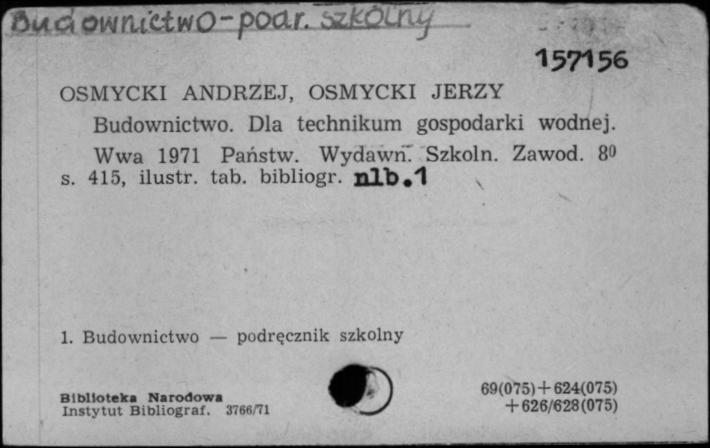 Budownictwo-podr. szkolny
157156
OSMYCKI ANDRZEJ, OSMYCKI JERZY
Budownictwo. Dla technikum gospodarki wodnej.
Wwa 1971 Państw. Wydawn. Szkoln. Zawod. 8⁰
s. 415, ilustr. tab. bibliogr. nlb.1
1. Budownictwo — podręcznik szkolny
Biblioteka Narodowa
Instytut Bibliograf. 3766/71
69(075)+624(075)
+626/628(075)